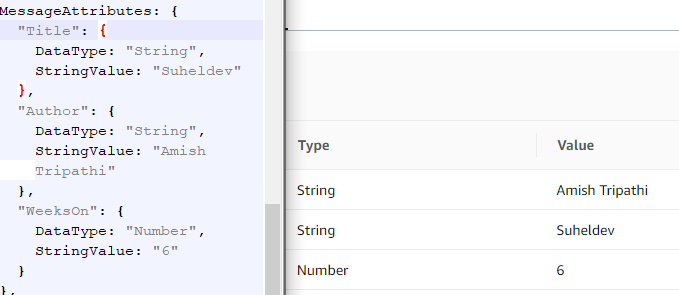 MessageAttributes: {
"Title": {
DataType: "String",
StringValue: "Suheldev"
},
"Author": {
DataType: "String",
StringValue: "Amish
Tripathi"
},
"WeeksOn": {
DataType: "Number",
StringValue: "6"
}
},
Type Value
String Amish Tripathi
String Suheldev
Number 6